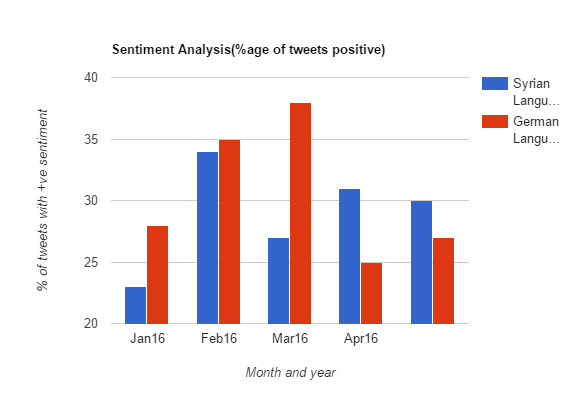 Sentiment Analysis(%age of tweets positive)
40
35
30
25
20
% of tweets with +ve sentiment
Jan16 Feb16 Mar16 Apr16
Month and year
Syrian
Langu…
German
Langu…